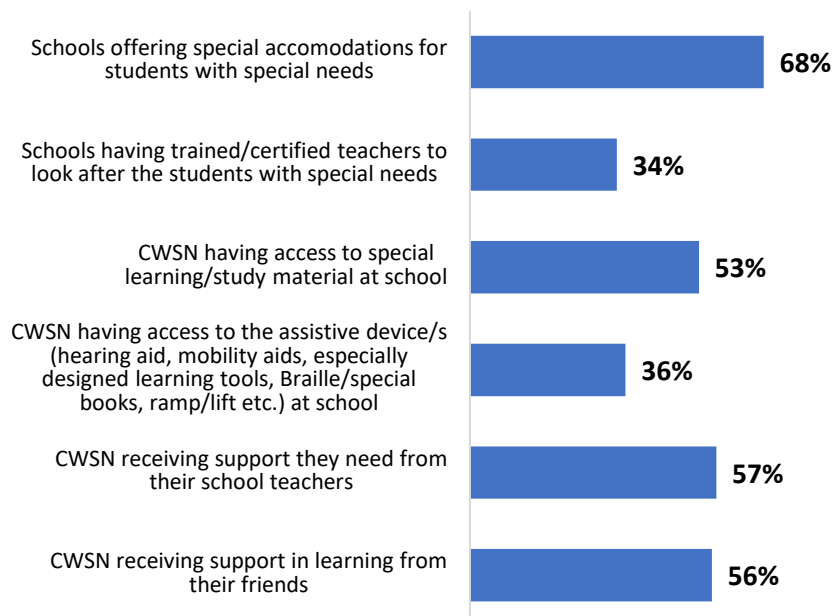 Schools offering special accomodations for
students with special needs
68%
Schools having trained/certified teachers to
look after the students with special needs
34%
CWSN having access to special
learning/study material at school
53%
CWSN having access to the assistive device/s
(hearing aid, mobility aids, especially
designed learning tools, Braille/special
books, ramp/lift etc.) at school
36%
CWSN receiving support they need from
their school teachers
57%
CWSN receiving support in learning from
their friends
56%